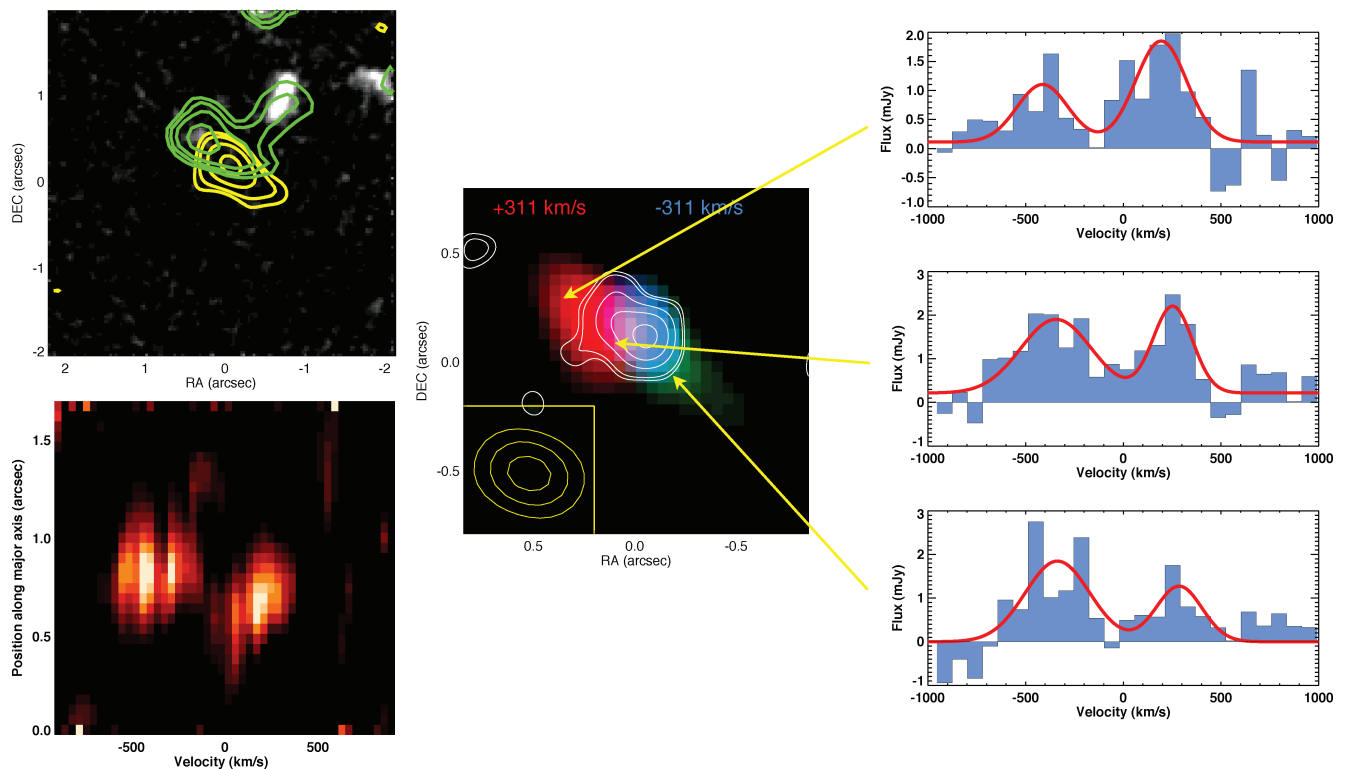 DEC (arcsec)
1
0
-1
-2
2 1 0 -1 -2
RA (arcsec)
Position along major axis (arcsec)
1.5
1.0
0.5
0.0
-500 0 500
Velocity (km/s)
+311 km/s -311 km/s
DEC (arcsec)
0.5
0.0
-0.5
0.5 0.0 -0.5
RA (arcsec)
Flux (mJy)
2.0
1.5
1.0
0.5
0.0
-0.5
-1.0
-1000 -500 0 500 1000
Velocity (km/s)
Flux (mJy)
3
2
1
0
-1
-1000 -500 0 500 1000
Velocity (km/s)
Flux (mJy)
3
2
1
0
-1
-1000 -500 0 500 1000
Velocity (km/s)